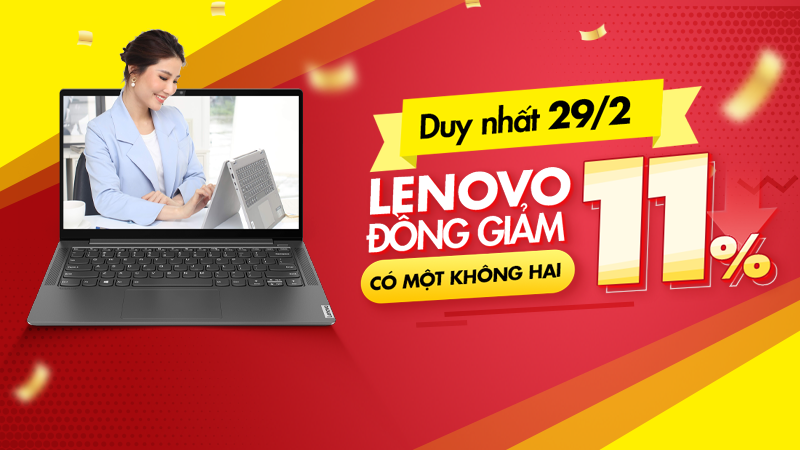 Duy nhất 29/2
LENOVO
ĐỒNG GIẢM
11%
CÓ MỘT KHÔNG HAI